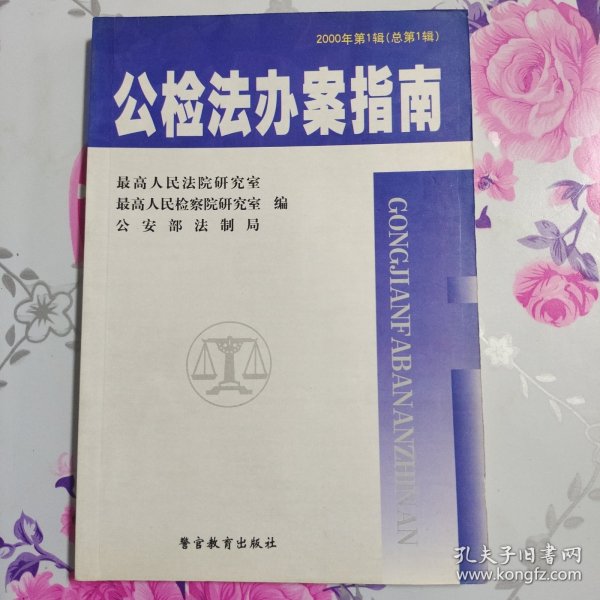 2000年第1辑(总第1辑)
公检法办案指南
最高人民法院研究室
最高人民检察院研究室 编
公安部法制局
GONGJIANFABANANZHINAN
警官教育出版社
孔夫子旧书网
www.kongfz.com